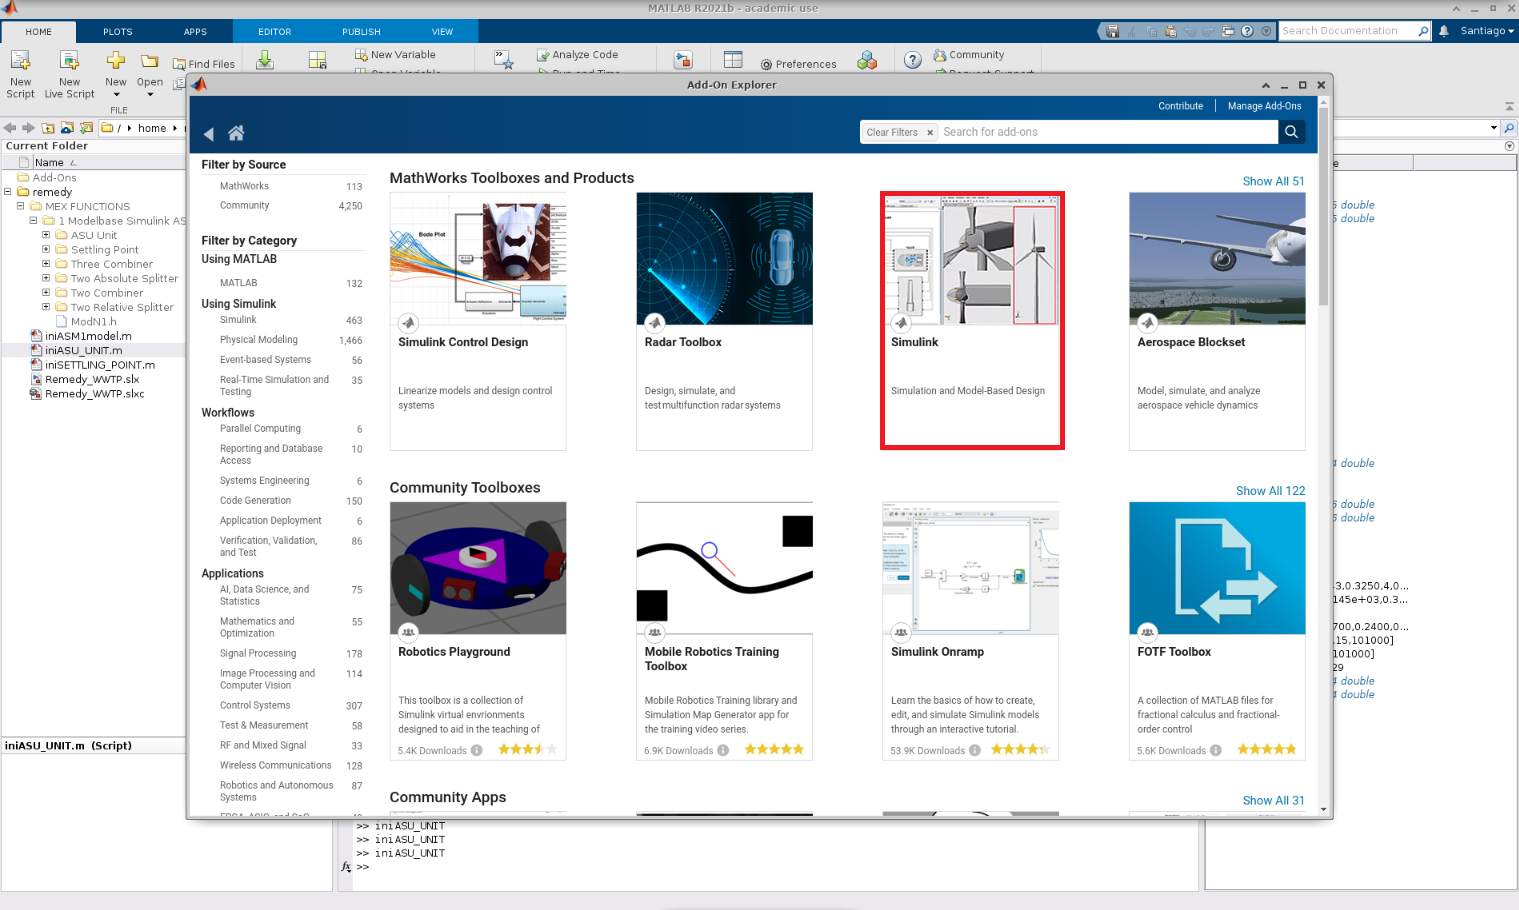 MATLAB R2021b - academic use
HOME
PLOTS
APPS
EDITOR
PUBLISH
VIEW
Search Documentation
Santiago
New Script
New Live Script
New
Open
Find Files
New Variable
Analyze Code
Preferences
Community
FILE
/ home
Current Folder
Name
Add-Ons
remedy
MEX FUNCTIONS
1 Modelbase Simulink AS
ASU Unit
Settling Point
Three Combiner
Two Absolute Splitter
Two Combiner
Two Relative Splitter
ModN1.h
iniASM1model.m
iniASU_UNIT.m
iniSETTLING_POINT.m
Remedy_WWTP.slx
Remedy_WWTP.slxc
iniASU_UNIT.m (Script)
Add-On Explorer
Contribute
Manage Add-Ons
Clear Filters
Search for add-ons
Filter by Source
MathWorks 113
Community 4,250
Filter by Category
Using MATLAB
MATLAB 132
Using Simulink
Simulink 463
Physical Modeling 1,466
Event-based Systems 56
Real-Time Simulation and Testing 35
Workflows
Parallel Computing 6
Reporting and Database Access 10
Systems Engineering 6
Code Generation 150
Application Deployment 6
Verification, Validation, and Test 86
Applications
AI, Data Science, and Statistics 75
Mathematics and Optimization 55
Signal Processing 178
Image Processing and Computer Vision 114
Control Systems 307
Test & Measurement 58
RF and Mixed Signal 33
Wireless Communications 128
Robotics and Autonomous Systems 87
MathWorks Toolboxes and Products
Show All 51
Bode Plot
Simulink Control Design
Linearize models and design control
systems
Radar Toolbox
Design, simulate, and
test multifunction radar systems
Simulink
Simulation and Model-Based Design
Aerospace Blockset
Model, simulate, and analyze
aerospace vehicle dynamics
Community Toolboxes
Show All 122
Robotics Playground
This toolbox is a collection of
Simulink virtual envrionments
designed to aid in the teaching of
5.4K Downloads
Mobile Robotics Training
Toolbox
Mobile Robotics Training library and
Simulation Map Generator app for
the training video series.
6.9K Downloads
Simulink Onramp
Learn the basics of how to create,
edit, and simulate Simulink models
through an interactive tutorial.
53.9K Downloads
FOTF Toolbox
A collection of MATLAB files for
fractional calculus and fractional-
order control
5.6K Downloads
Community Apps
Show All 31
5 double
5 double
4 double
5 double
5 double
43,0.3250,4,0...
145e+03,0.3...
700,0.2400,0...
15,101000]
101000]
29
4 double
4 double
>> iniASU_UNIT
>> iniASU_UNIT
>> iniASU_UNIT
fx >>